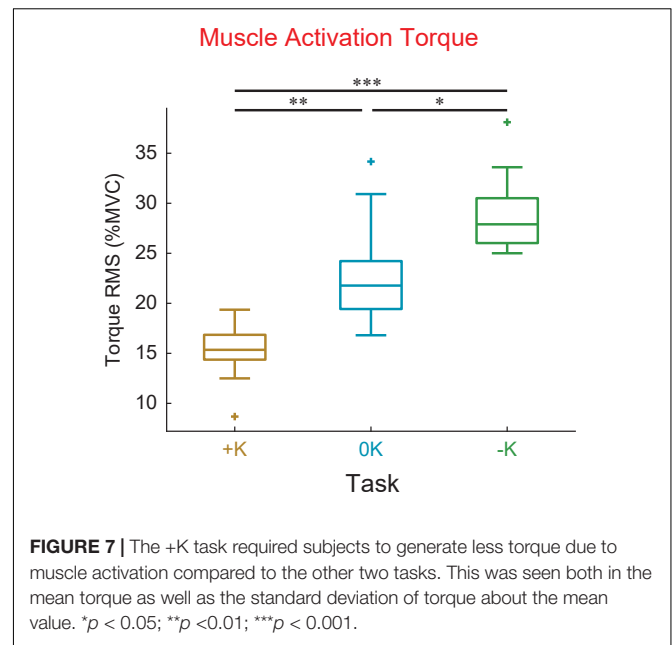 Muscle Activation Torque
***
** *
35
30
25
20
15
10
Torque RMS (%MVC)
+K 0K -K
Task
FIGURE 7 | The +K task required subjects to generate less torque due to
muscle activation compared to the other two tasks. This was seen both in the
mean torque as well as the standard deviation of torque about the mean
value. *p < 0.05; **p <0.01; ***p < 0.001.